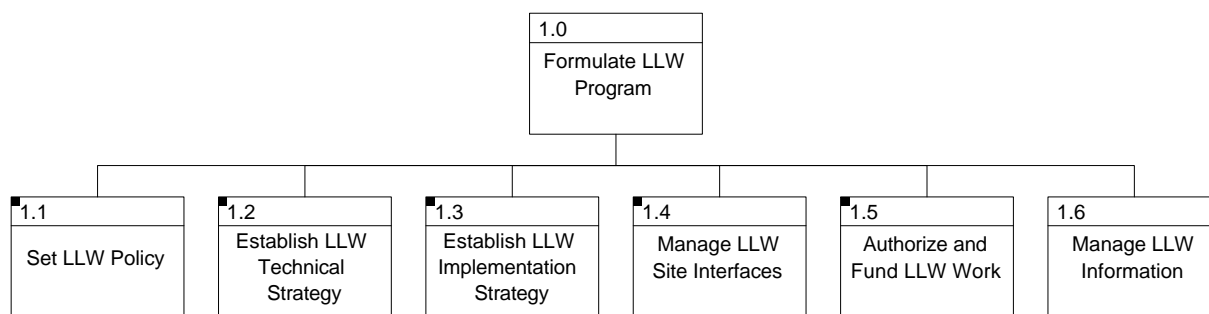 1.0
Formulate LLW
Program
1.1
Set LLW Policy
1.2
Establish LLW
Technical
Strategy
1.3
Establish LLW
Implementation
Strategy
1.4
Manage LLW
Site Interfaces
1.5
Authorize and
Fund LLW Work
1.6
Manage LLW
Information